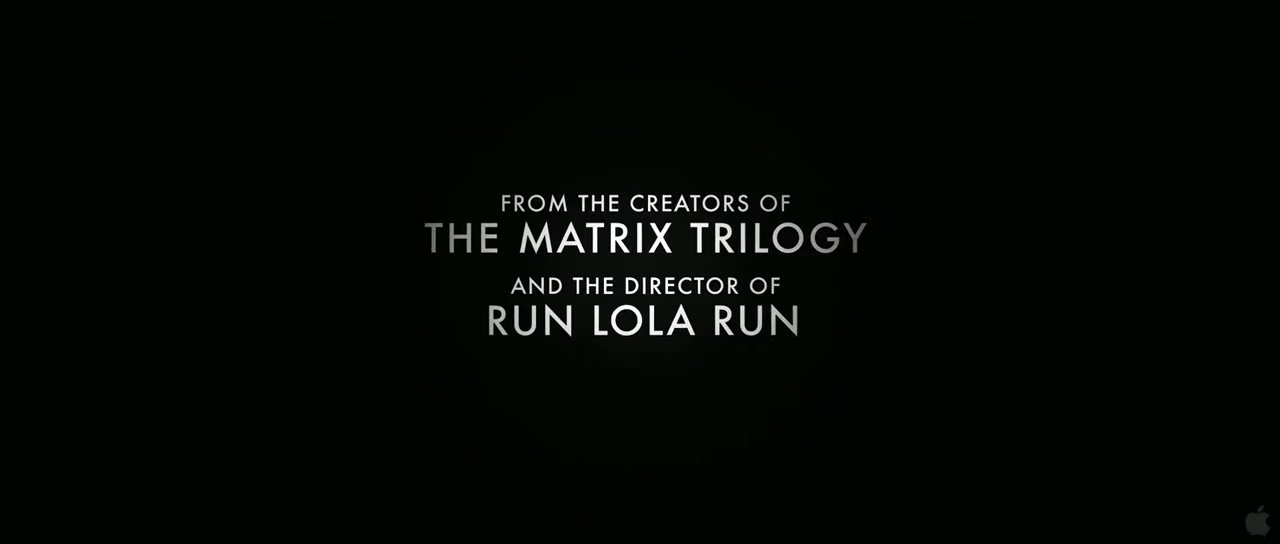 FROM THE CREATORS OF
THE MATRIX TRILOGY
AND THE DIRECTOR OF
RUN LOLA RUN